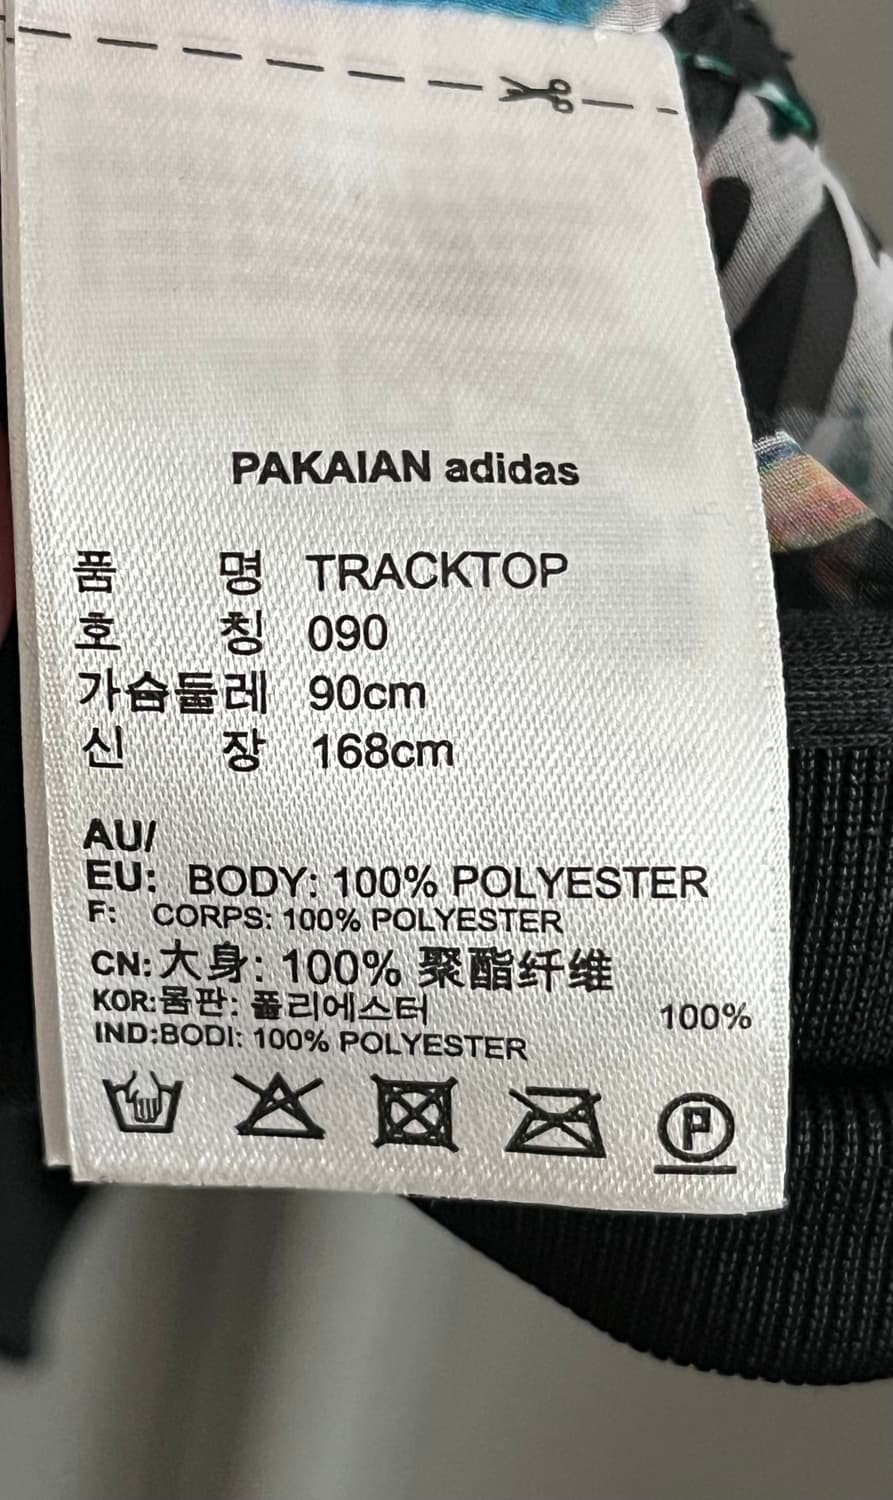 PAKAIAN adidas
품 명 TRACKTOP
호 칭 090
가슴둘레 90cm
신 장 168cm
AU/
EU: BODY: 100% POLYESTER
F: CORPS: 100% POLYESTER
CN:大身: 100% 聚酯纤维
KOR:몸판: 폴리에스터 100%
IND:BODI: 100% POLYESTER
P